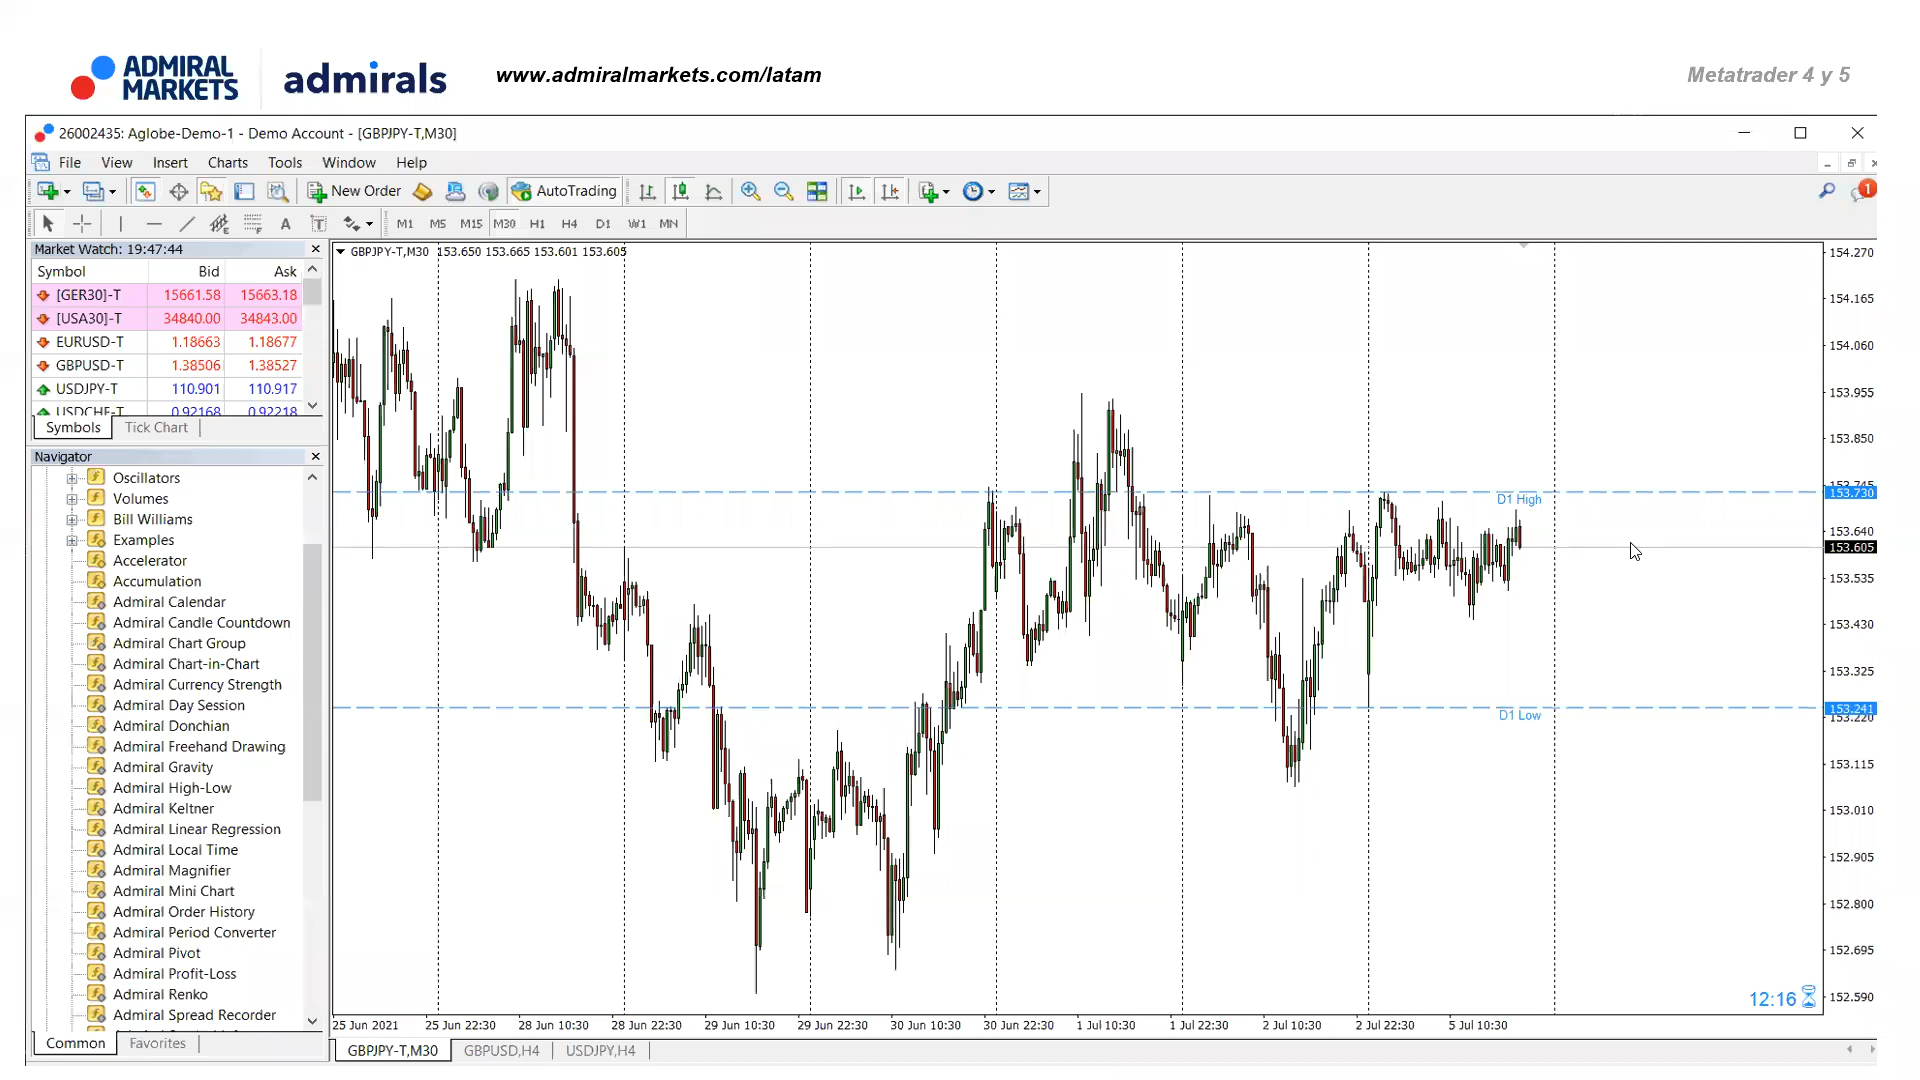 ADMIRAL MARKETS
admirals
www.admiralmarkets.com/latam
Metatrader 4 y 5
26002435: Aglobe-Demo-1 - Demo Account - [GBPJPY-T,M30]
File View Insert Charts Tools Window Help
New Order AutoTrading 1
A T M1 M5 M15 M30 H1 H4 D1 W1 MN
Market Watch: 19:47:44
Symbol Bid Ask
[GER30]-T 15661.58 15663.18
[USA30]-T 34840.00 34843.00
EURUSD-T 1.18663 1.18677
GBPUSD-T 1.38506 1.38527
USDJPY-T 110.901 110.917
USDCHF-T 0.92168 0.92218
Symbols Tick Chart
Navigator
Oscillators
Volumes
Bill Williams
Examples
Accelerator
Accumulation
Admiral Calendar
Admiral Candle Countdown
Admiral Chart Group
Admiral Chart-in-Chart
Admiral Currency Strength
Admiral Day Session
Admiral Donchian
Admiral Freehand Drawing
Admiral Gravity
Admiral High-Low
Admiral Keltner
Admiral Linear Regression
Admiral Local Time
Admiral Magnifier
Admiral Mini Chart
Admiral Order History
Admiral Period Converter
Admiral Pivot
Admiral Profit-Loss
Admiral Renko
Admiral Spread Recorder
Common Favorites
GBPJPY-T,M30 153.650 153.665 153.601 153.605
154.270
154.165
154.060
153.955
153.850
153.745
153.730
D1 High
153.640
153.605
153.535
153.430
153.325
153.241
D1 Low
153.220
153.115
153.010
152.905
152.800
152.695
152.590
12:16
25 Jun 2021 25 Jun 22:30 28 Jun 10:30 28 Jun 22:30 29 Jun 10:30 29 Jun 22:30 30 Jun 10:30 30 Jun 22:30 1 Jul 10:30 1 Jul 22:30 2 Jul 10:30 2 Jul 22:30 5 Jul 10:30
GBPJPY-T,M30 GBPUSD,H4 USDJPY,H4